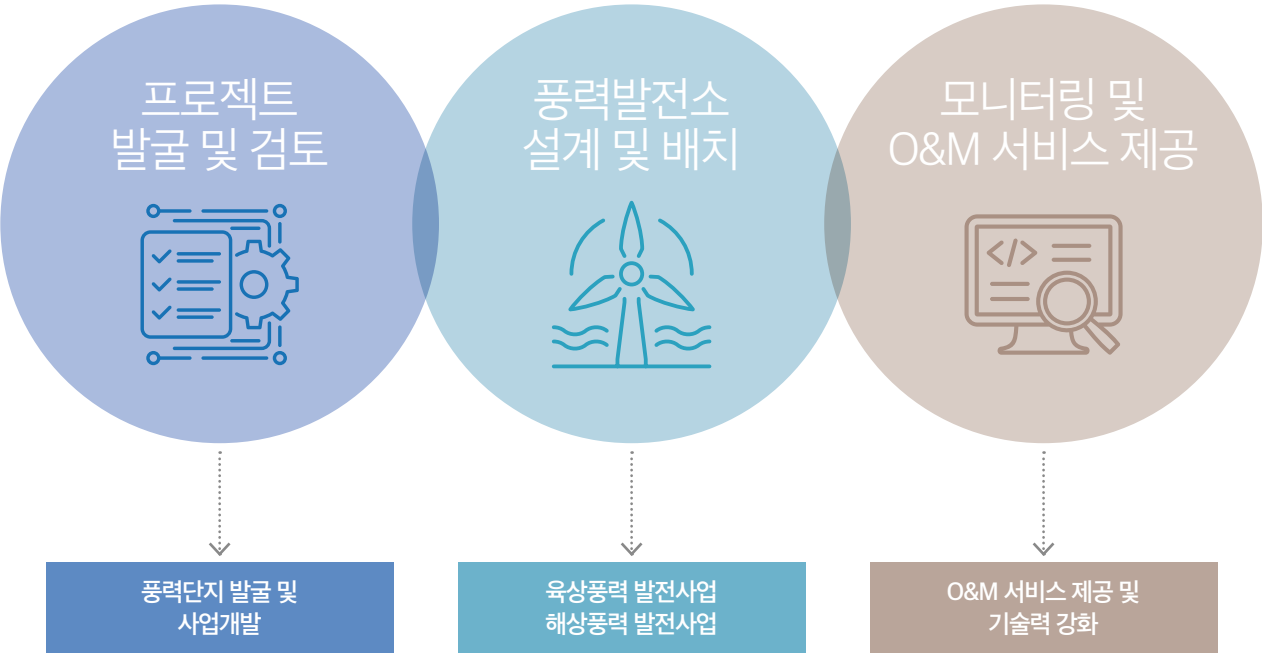 프로젝트
발굴 및 검토
풍력발전소
설계 및 배치
모니터링 및
O&M 서비스 제공
</>
풍력단지 발굴 및
사업개발
육상풍력 발전사업
해상풍력 발전사업
O&M 서비스 제공 및
기술력 강화